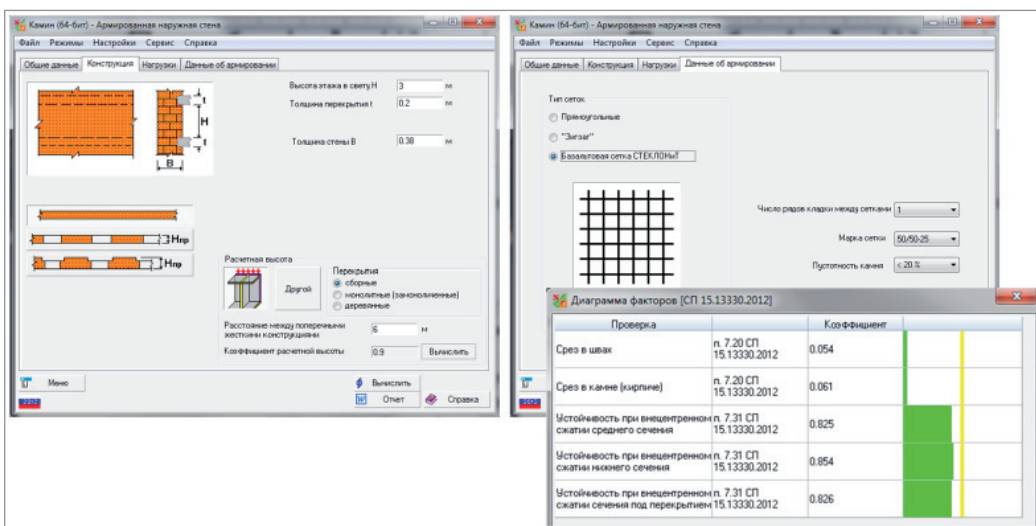 Камин (64-бит) - Армированная наружная стена
Файл Режимы Настройки Сервис Справка
Общие данные Конструкция Нагрузки Данные об армировании
Высота этажа в свету H 3 м
Толщина перекрытия t 0.2 м
Толщина стены B 0.38 м
t
H
t
B
Hпр
Hпр
Расчетная высота
Другой
Перекрытия
сборные
монолитные (замоноличенные)
деревянные
Расстояние между поперечными
жесткими конструкциями
6 м
Коэффициент расчетной высоты 0.9 Вычислить
Меню
Вычислить
Отчет
Справка
Камин (64-бит) - Армированная наружная стена
Файл Режимы Настройки Сервис Справка
Общие данные Конструкция Нагрузки Данные об армировании
Тип сеток
Прямоугольные
"Зигзаг"
Базальтовая сетка СТЕКЛОНиТ
Число рядов кладки между сетками 1
Марка сетки 50/50-25
Пустотность камня < 20 %
Диаграмма факторов [СП 15.13330.2012]
Проверка Коэффициент
Срез в швах п. 7.20 СП 15.13330.2012 0.054
Срез в камне (кирпиче) п. 7.20 СП 15.13330.2012 0.061
Устойчивость при внецентренном
сжатии среднего сечения
п. 7.31 СП
15.13330.2012
0.825
Устойчивость при внецентренном
сжатии нижнего сечения
п. 7.31 СП
15.13330.2012
0.854
Устойчивость при внецентренном
сжатии сечения под перекрытием
п. 7.31 СП
15.13330.2012
0.826